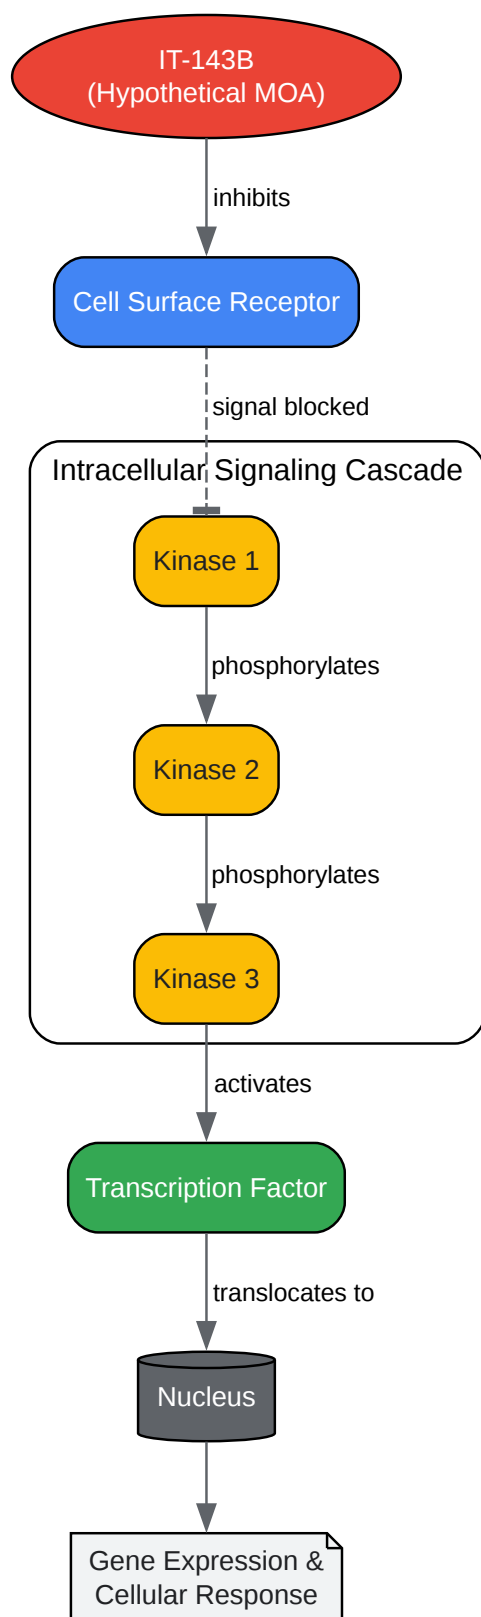 IT-143B
(Hypothetical MOA)
inhibits
Cell Surface Receptor
signal blocked
Intracellular Signaling Cascade
Kinase 1
phosphorylates
Kinase 2
phosphorylates
Kinase 3
activates
Transcription Factor
translocates to
Nucleus
Gene Expression &
Cellular Response